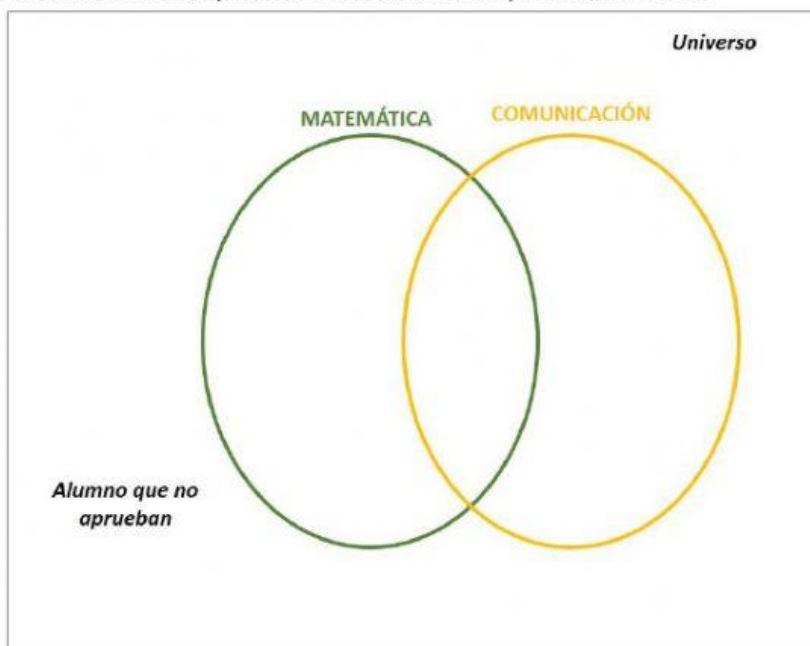 Universo
MATEMÁTICA
COMUNICACIÓN
Alumno que no
aprueban